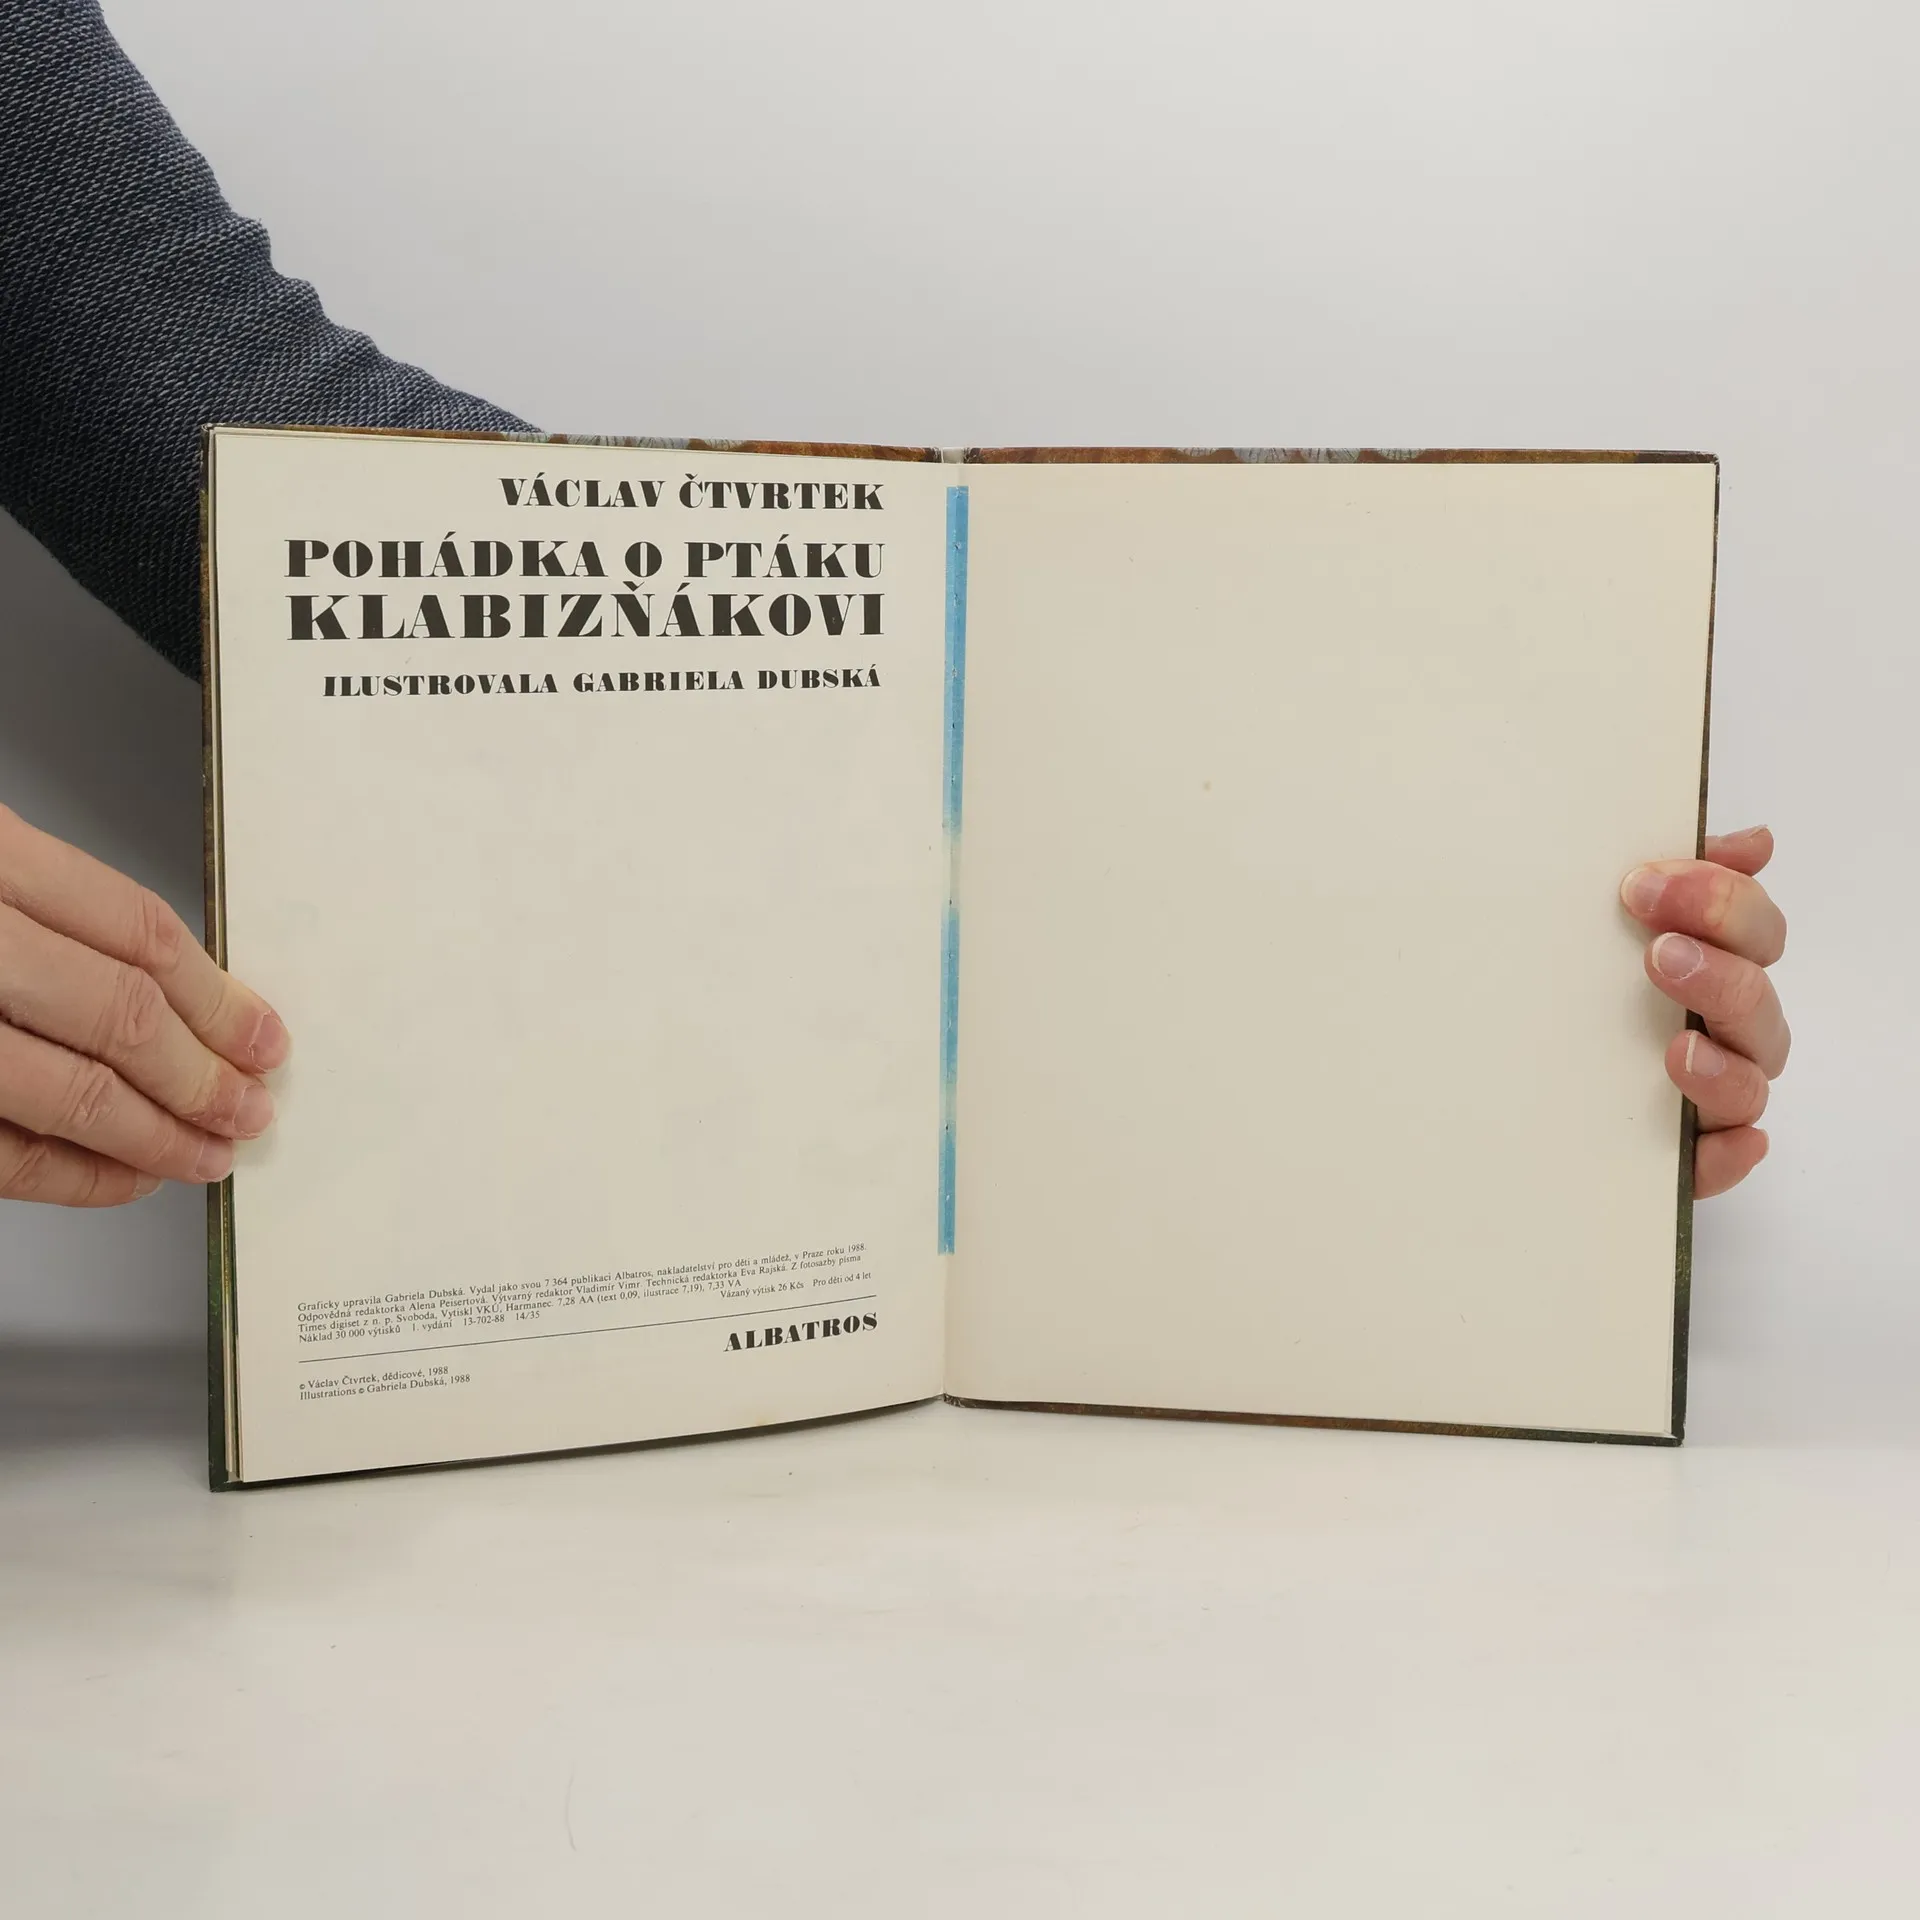 VÁCLAV ČTVRTEK
POHÁDKA O PTÁKU
KLABIZŇÁKOVI
ILUSTROVALA GABRIELA DUBSKÁ
Graficky upravila Gabriela Dubská. Vydal jako svou 7 364 publikaci Albatros, nakladatelství pro děti a mládež, v Praze roku 1988.
Odpovědná redaktorka Alena Peisertová. Výtvarný redaktor Vladimír Vimr. Technická redaktorka Eva Rajská. Z fotosazby písma
Times digiset z n. p. Svoboda, Vytiskl VKÚ, Harmanec. 7,28 AA (text 0,09, ilustrace 7,19), 7,33 VA
Náklad 30 000 výtisků 1. vydání 13-702-88 14/35 Vázaný výtisk 26 Kčs Pro děti od 4 let
ALBATROS
© Václav Čtvrtek, dědicové, 1988
Illustrations © Gabriela Dubská, 1988